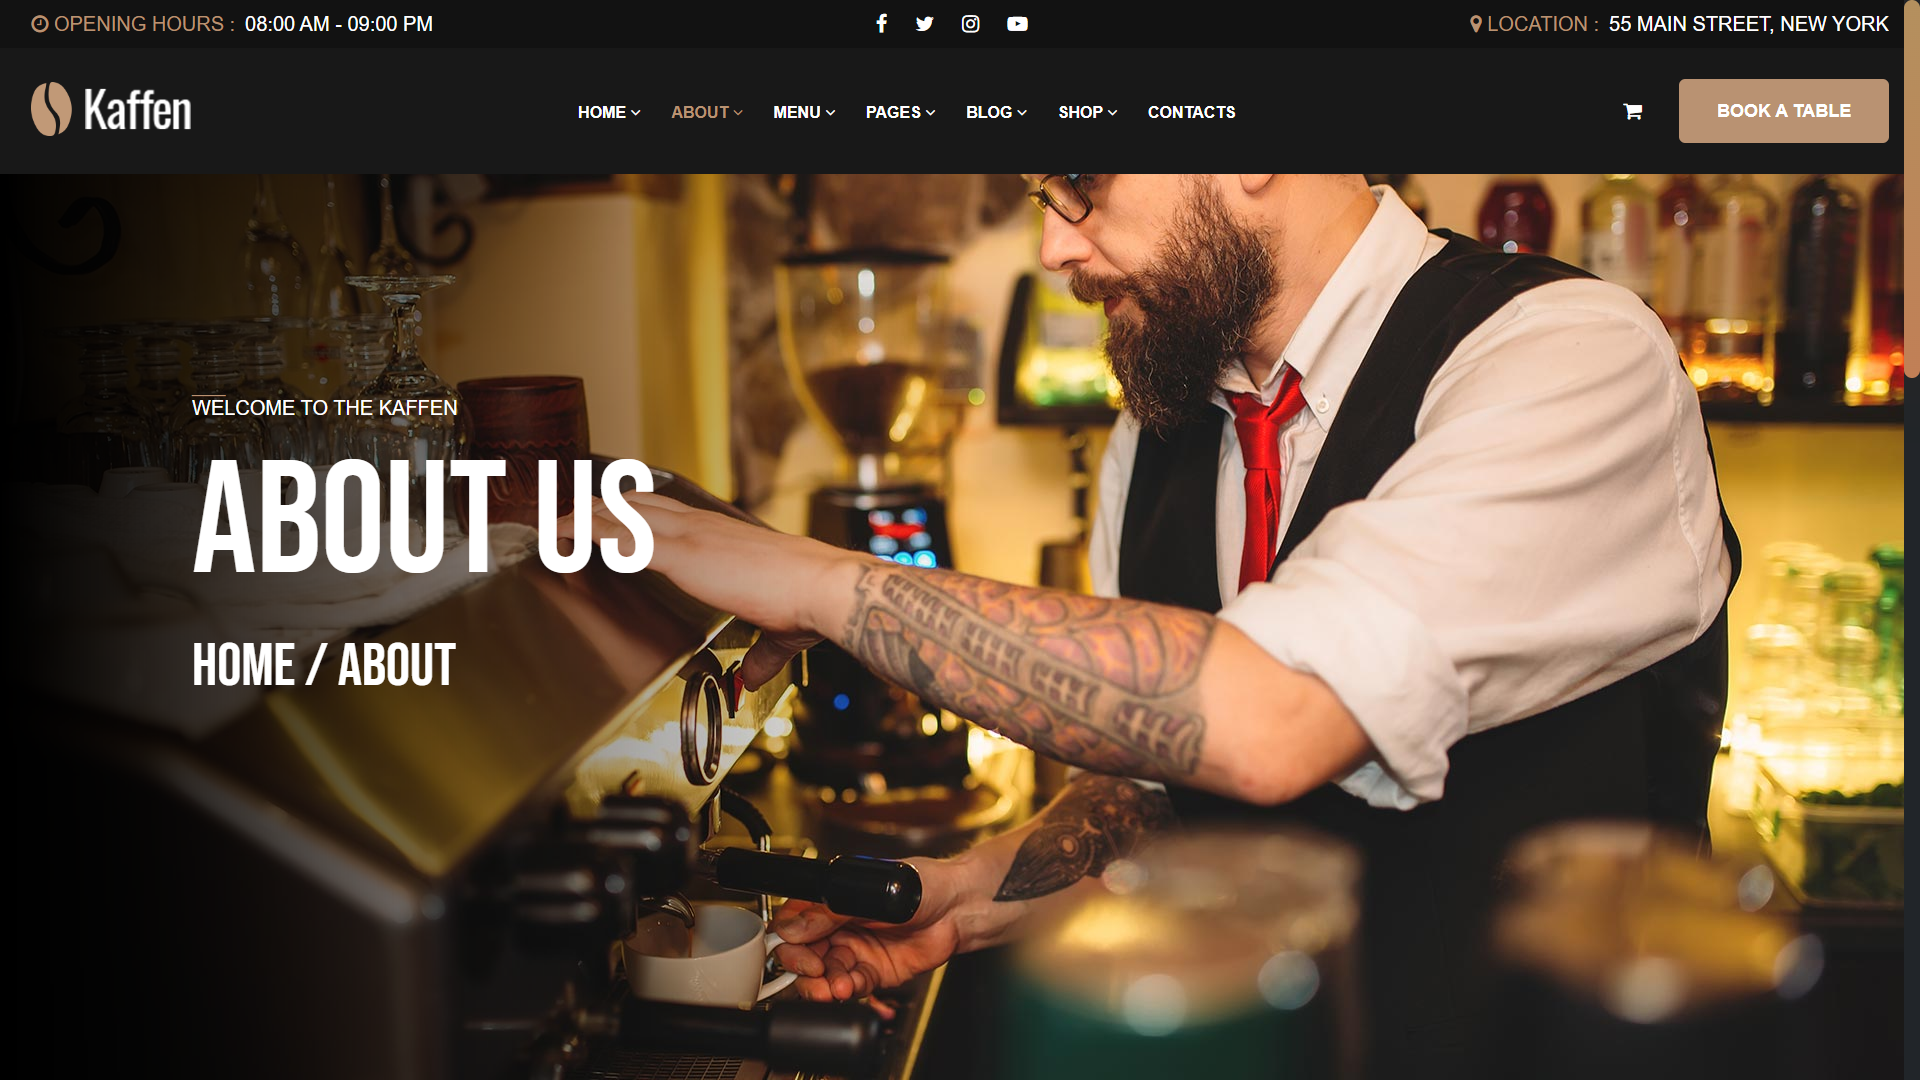 OPENING HOURS : 08:00 AM - 09:00 PM
LOCATION : 55 MAIN STREET, NEW YORK
Kaffen
HOME ABOUT MENU PAGES BLOG SHOP CONTACTS
BOOK A TABLE
WELCOME TO THE KAFFEN
ABOUT US
HOME / ABOUT